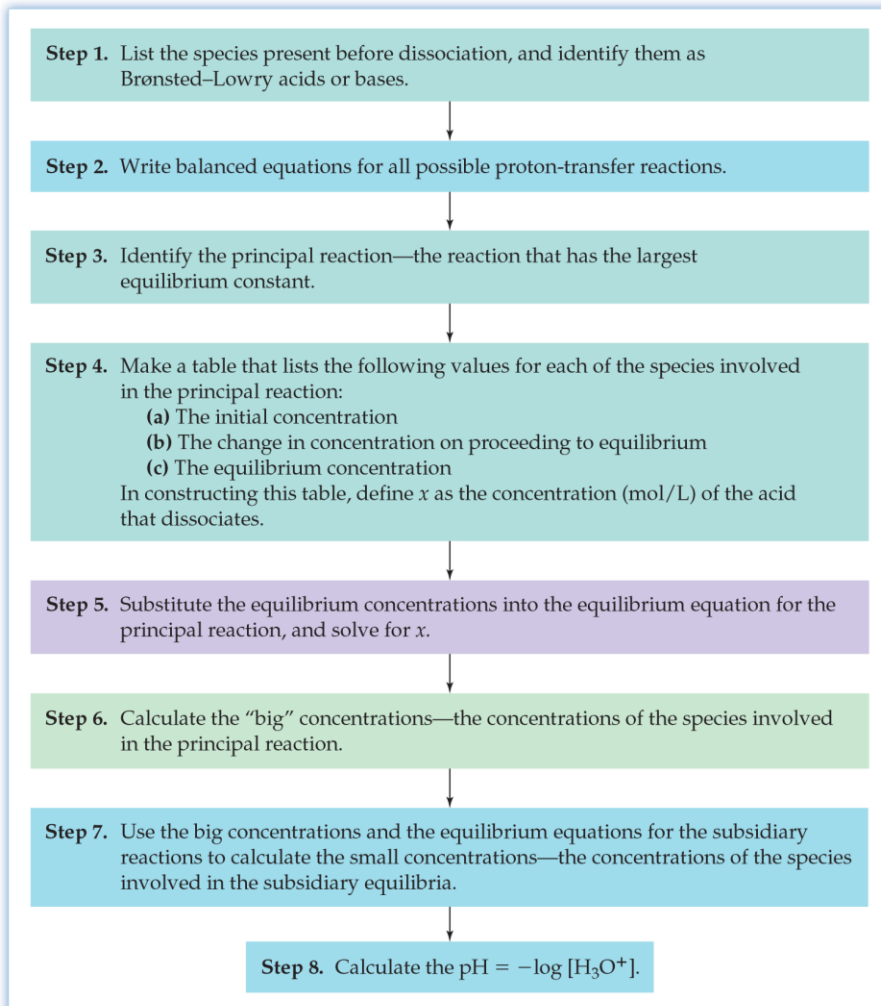 Step 1. List the species present before dissociation, and identify them as
Brønsted–Lowry acids or bases.
Step 2. Write balanced equations for all possible proton-transfer reactions.
Step 3. Identify the principal reaction—the reaction that has the largest
equilibrium constant.
Step 4. Make a table that lists the following values for each of the species involved
in the principal reaction:
(a) The initial concentration
(b) The change in concentration on proceeding to equilibrium
(c) The equilibrium concentration
In constructing this table, define x as the concentration (mol/L) of the acid
that dissociates.
Step 5. Substitute the equilibrium concentrations into the equilibrium equation for the
principal reaction, and solve for x.
Step 6. Calculate the “big” concentrations—the concentrations of the species involved
in the principal reaction.
Step 7. Use the big concentrations and the equilibrium equations for the subsidiary
reactions to calculate the small concentrations—the concentrations of the species
involved in the subsidiary equilibria.
Step 8. Calculate the pH = −log [H₃O⁺].